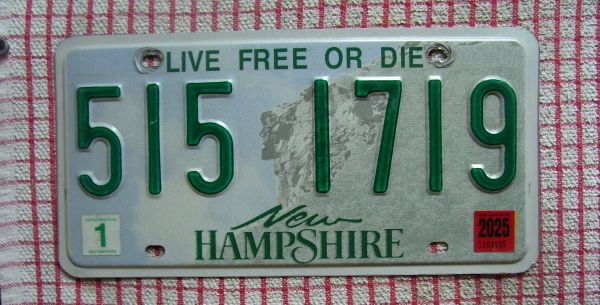 LIVE FREE OR DIE
515 1719
1
2025
New
HAMPSHIRE